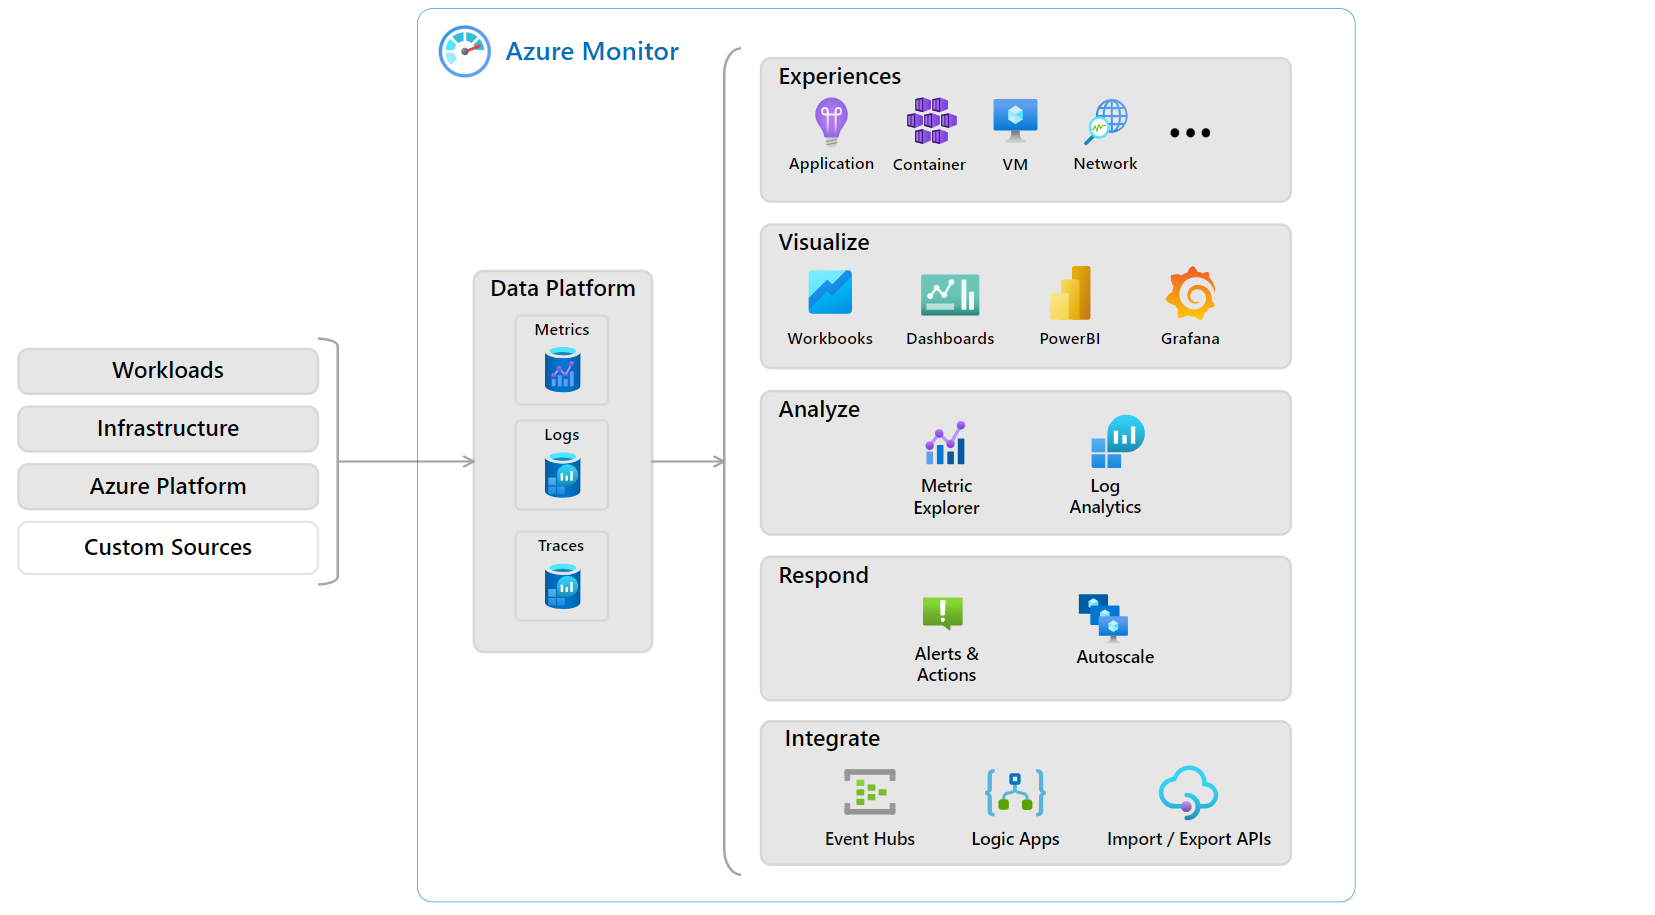 Azure Monitor
Workloads
Infrastructure
Azure Platform
Custom Sources
Data Platform
Metrics
Logs
Traces
Experiences
Application
Container
VM
Network
Visualize
Workbooks
Dashboards
PowerBI
Grafana
Analyze
Metric
Explorer
Log
Analytics
Respond
Alerts &
Actions
Autoscale
Integrate
Event Hubs
Logic Apps
Import / Export APIs